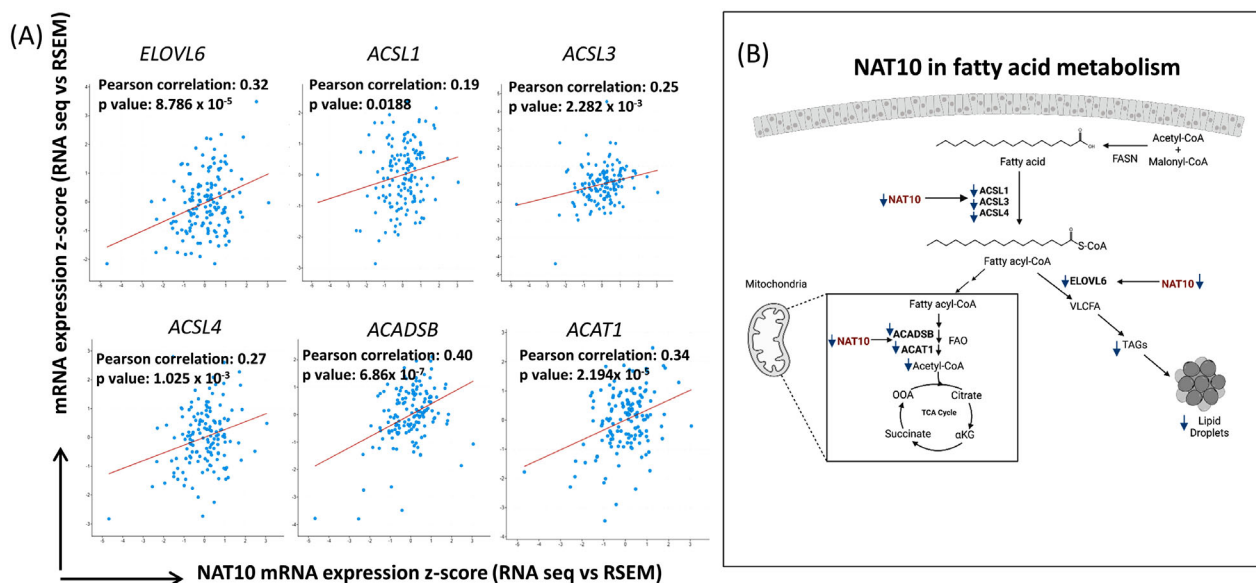 (A)
mRNA expression z-score (RNA seq vs RSEM)
ELOVL6
Pearson correlation: 0.32
p value: 8.786 x 10-5
ACSL1
Pearson correlation: 0.19
p value: 0.0188
ACSL3
Pearson correlation: 0.25
p value: 2.282 x 10-3
ACSL4
Pearson correlation: 0.27
p value: 1.025 x 10-3
ACADSB
Pearson correlation: 0.40
p value: 6.86x 10-7
ACAT1
Pearson correlation: 0.34
p value: 2.194x 10-5
NAT10 mRNA expression z-score (RNA seq vs RSEM)
(B)
NAT10 in fatty acid metabolism
Fatty acid
O
OH
FASN
Acetyl-CoA
+
Malonyl-CoA
NAT10
ACSL1
ACSL3
ACSL4
O
S-CoA
Fatty acyl-CoA
ELOVL6
NAT10
VLCFA
TAGs
Lipid
Droplets
Mitochondria
Fatty acyl-CoA
NAT10
ACADSB
ACAT1
FAO
Acetyl-CoA
OOA
Citrate
TCA Cycle
Succinate
αKG